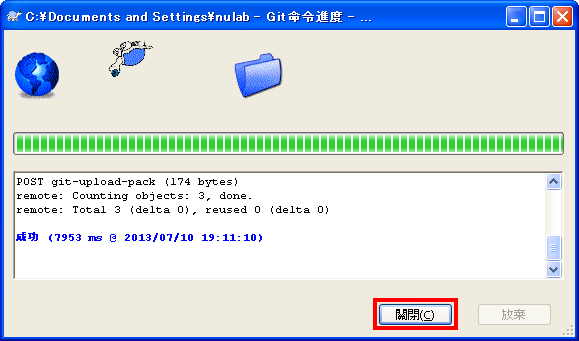 C:¥Documents and Settings¥nulab - Git命令進度 - ...
POST git-upload-pack (174 bytes)
remote: Counting objects: 3, done.
remote: Total 3 (delta 0), reused 0 (delta 0)
成功 (7953 ms @ 2013/07/10 19:11:10)
關閉(C) 放棄